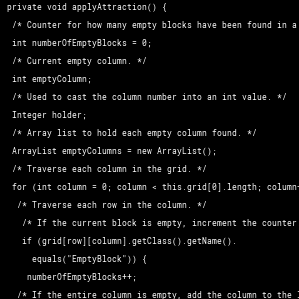 private void applyAttraction() {
/* Counter for how many empty blocks have been found in a
int numberOfEmptyBlocks = 0;
/* Current empty column. */
int emptyColumn;
/* Used to cast the column number into an int value. */
Integer holder;
/* Array list to hold each empty column found. */
ArrayList emptyColumns = new ArrayList();
/* Traverse each column in the grid. */
for (int column = 0; column < this.grid[0].length; column+
/* Traverse each row in the column. */
/* If the current block is empty, increment the counter
if (grid[row][column].getClass().getName().
equals("EmptyBlock")) {
numberOfEmptyBlocks++;
/* If the entire column is empty, add the column to the